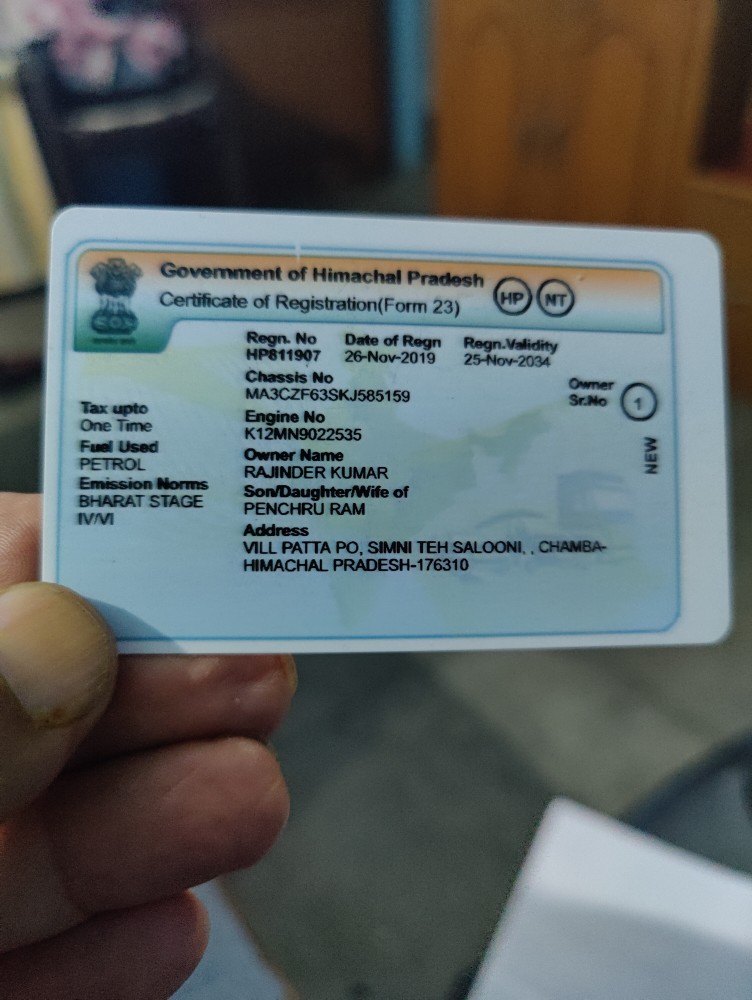 Government of Himachal Pradesh
Certificate of Registration(Form 23)
HP NT
Regn. No Date of Regn Regn.Validity
HP811907 26-Nov-2019 25-Nov-2034
Chassis No
MA3CZF63SKJ585159
Owner
Sr.No 1
NEW
Tax upto
One Time
Fuel Used
PETROL
Emission Norms
BHARAT STAGE
IV/VI
Engine No
K12MN9022535
Owner Name
RAJINDER KUMAR
Son/Daughter/Wife of
PENCHRU RAM
Address
VILL PATTA PO, SIMNI TEH SALOONI, , CHAMBA-
HIMACHAL PRADESH-176310